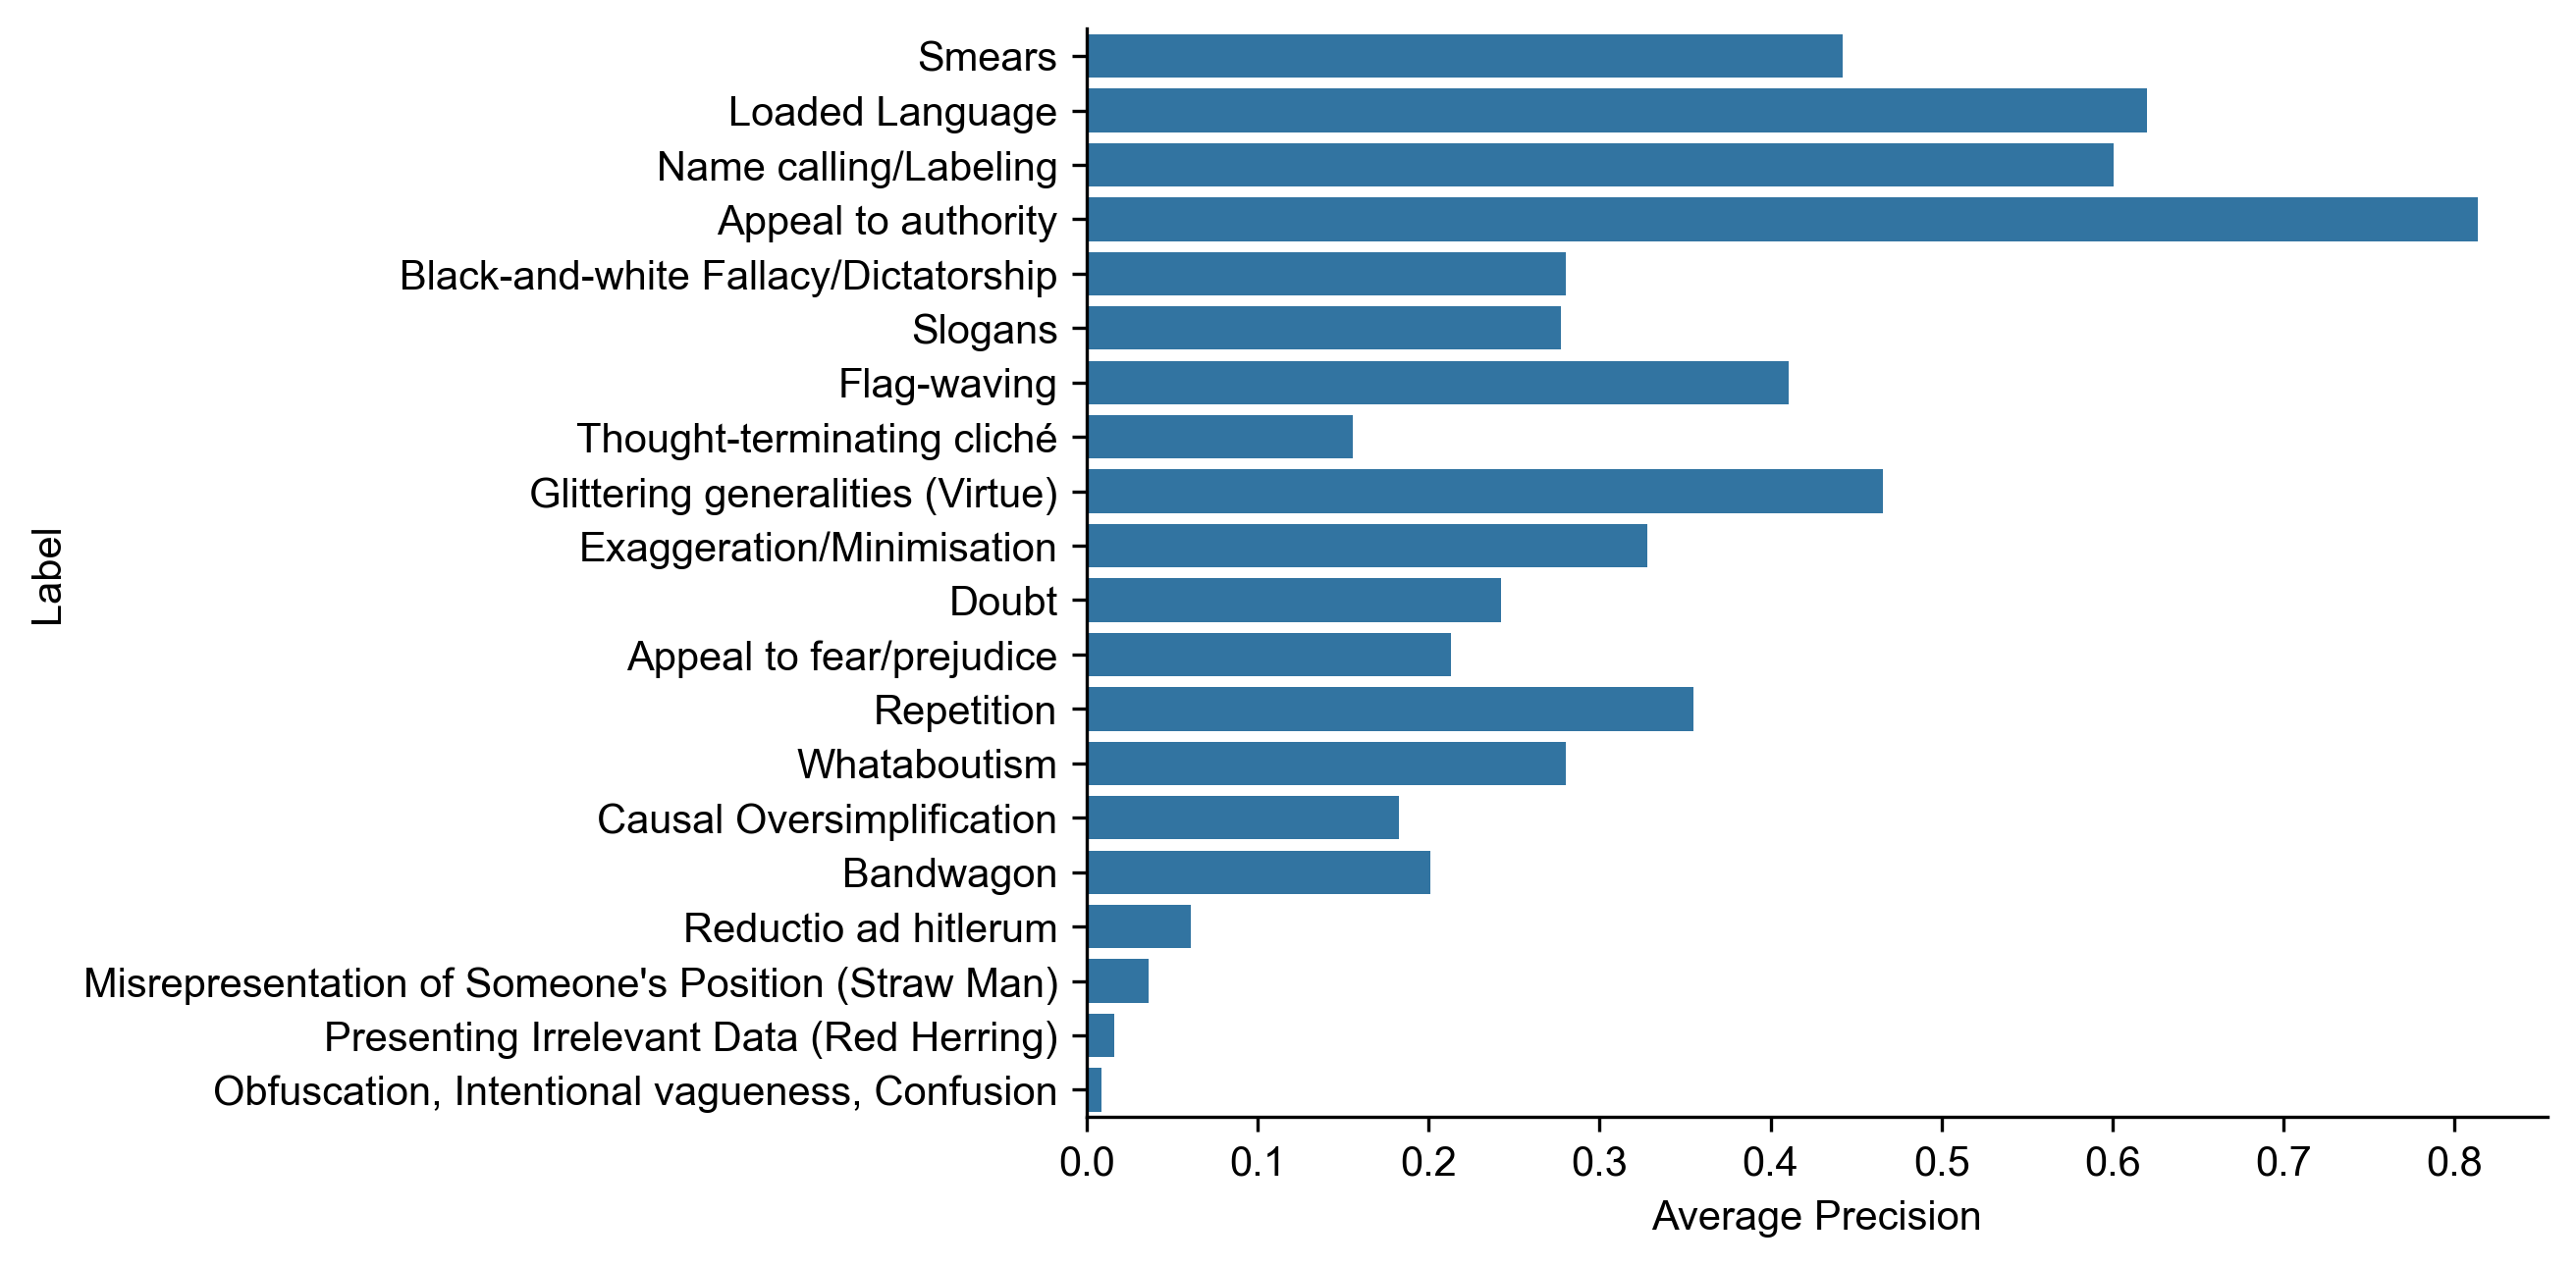 Smears
Loaded Language
Name calling/Labeling
Appeal to authority
Black-and-white Fallacy/Dictatorship
Slogans
Flag-waving
Thought-terminating cliché
Glittering generalities (Virtue)
Exaggeration/Minimisation
Doubt
Appeal to fear/prejudice
Repetition
Whataboutism
Causal Oversimplification
Bandwagon
Reductio ad hitlerum
Misrepresentation of Someone's Position (Straw Man)
Presenting Irrelevant Data (Red Herring)
Obfuscation, Intentional vagueness, Confusion
Label
0.0 0.1 0.2 0.3 0.4 0.5 0.6 0.7 0.8
Average Precision